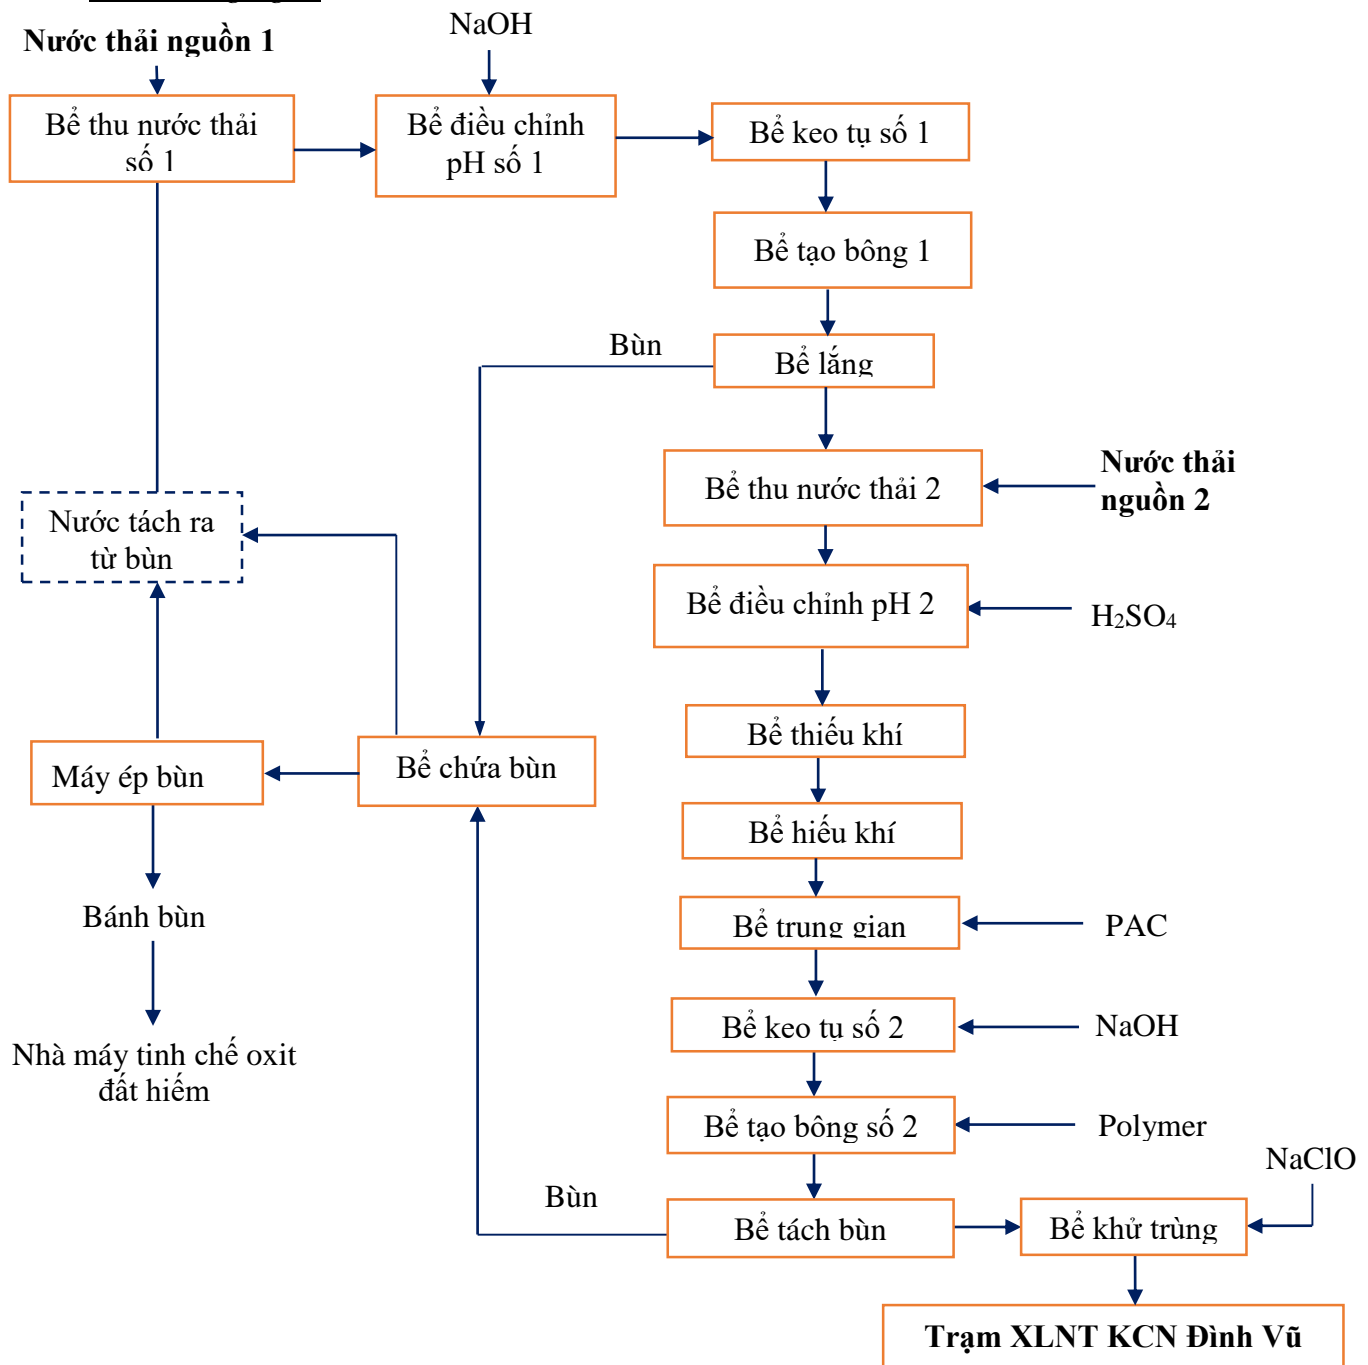 Nước thải nguồn 1
NaOH
Bể thu nước thải
số 1
Bể điều chỉnh
pH số 1
Bể keo tụ số 1
Bể tạo bông 1
Bùn
Bể lắng
Bể thu nước thải 2
Nước thải
nguồn 2
Nước tách ra
từ bùn
Bể điều chỉnh pH 2
H₂SO₄
Bể thiếu khí
Máy ép bùn
Bể chứa bùn
Bể hiếu khí
Bánh bùn
Bể trung gian
PAC
Bể keo tụ số 2
NaOH
Nhà máy tinh chế oxit
đất hiếm
Bể tạo bông số 2
Polymer
NaClO
Bùn
Bể tách bùn
Bể khử trùng
Trạm XLNT KCN Đình Vũ